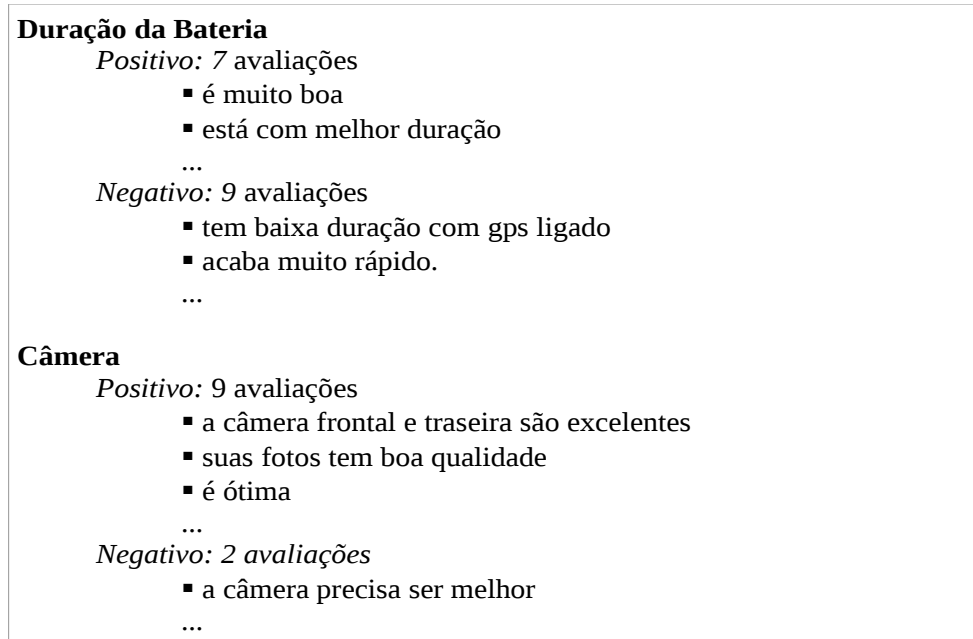 Duração da Bateria
Positivo: 7 avaliações
▪ é muito boa
▪ está com melhor duração
...
Negativo: 9 avaliações
▪ tem baixa duração com gps ligado
▪ acaba muito rápido.
...
Câmera
Positivo: 9 avaliações
▪ a câmera frontal e traseira são excelentes
▪ suas fotos tem boa qualidade
▪ é ótima
...
Negativo: 2 avaliações
▪ a câmera precisa ser melhor
...